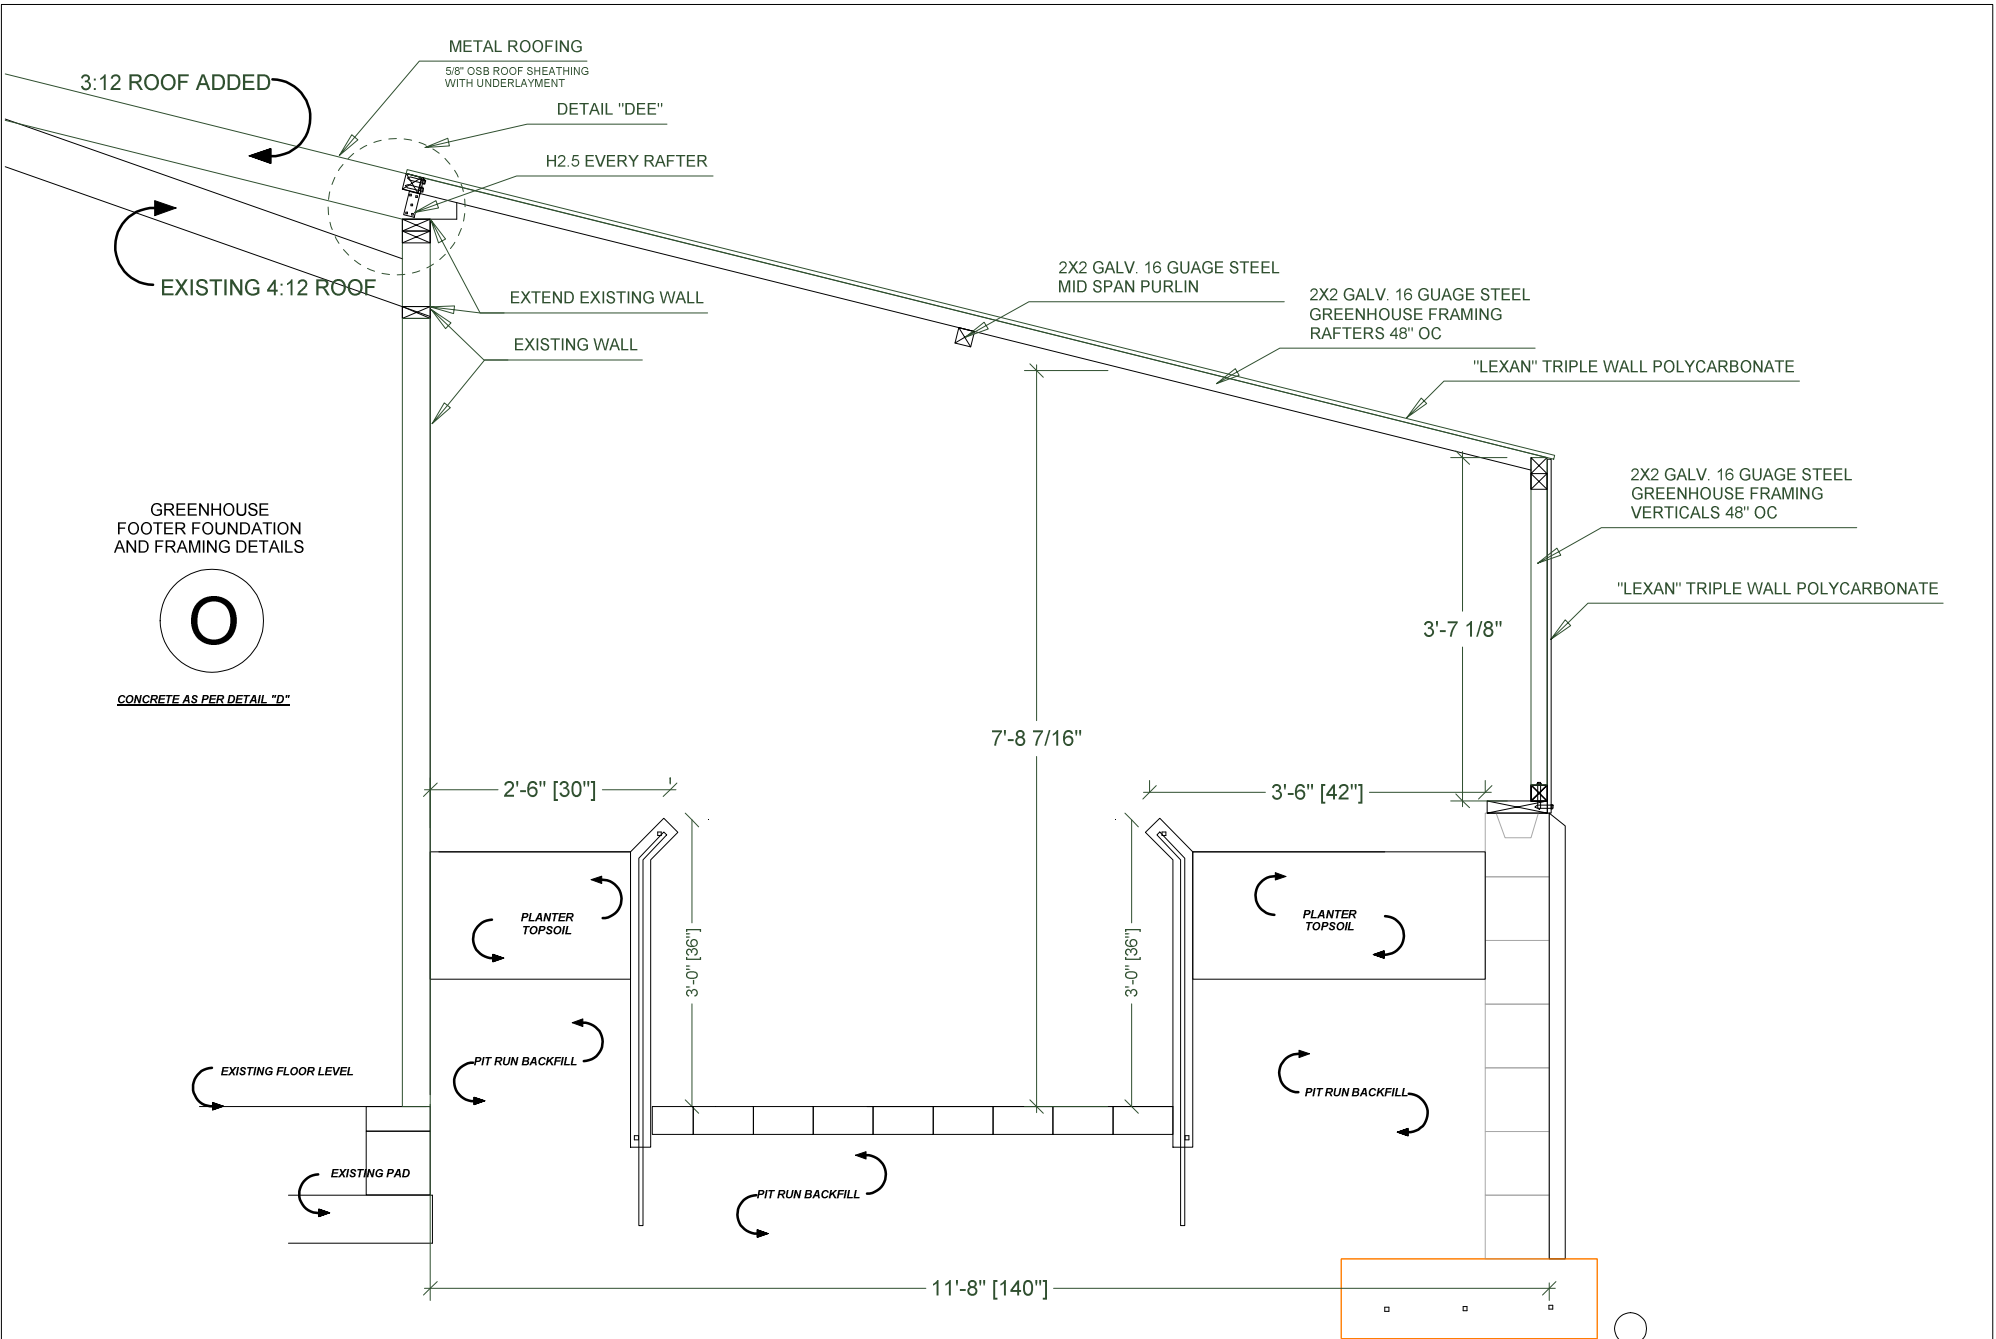 METAL ROOFING
5/8" OSB ROOF SHEATHING
WITH UNDERLAYMENT
3:12 ROOF ADDED
DETAIL "DEE"
H2.5 EVERY RAFTER
EXISTING 4:12 ROOF
EXTEND EXISTING WALL
EXISTING WALL
2X2 GALV. 16 GUAGE STEEL
MID SPAN PURLIN
2X2 GALV. 16 GUAGE STEEL
GREENHOUSE FRAMING
RAFTERS 48" OC
"LEXAN" TRIPLE WALL POLYCARBONATE
2X2 GALV. 16 GUAGE STEEL
GREENHOUSE FRAMING
VERTICALS 48" OC
"LEXAN" TRIPLE WALL POLYCARBONATE
GREENHOUSE
FOOTER FOUNDATION
AND FRAMING DETAILS
O
CONCRETE AS PER DETAIL "D"
3'-7 1/8"
7'-8 7/16"
2'-6" [30"]
3'-6" [42"]
PLANTER
TOPSOIL
3'-0" [36"]
3'-0" [36"]
PLANTER
TOPSOIL
EXISTING FLOOR LEVEL
PIT RUN BACKFILL
PIT RUN BACKFILL
EXISTING PAD
PIT RUN BACKFILL
11'-8" [140"]